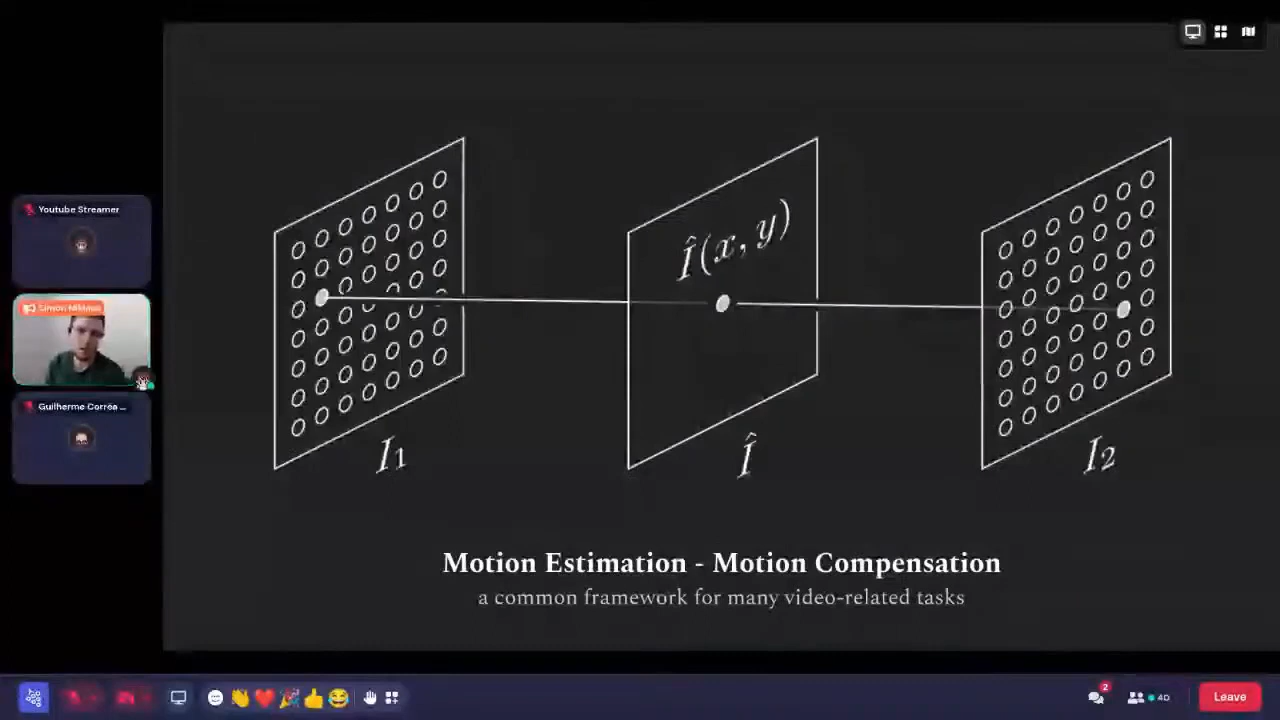 Youtube Streamer
Guilherme Corrêa ...
Î(x, y)
I1
Î
I2
Motion Estimation - Motion Compensation
a common framework for many video-related tasks
2
40
Leave